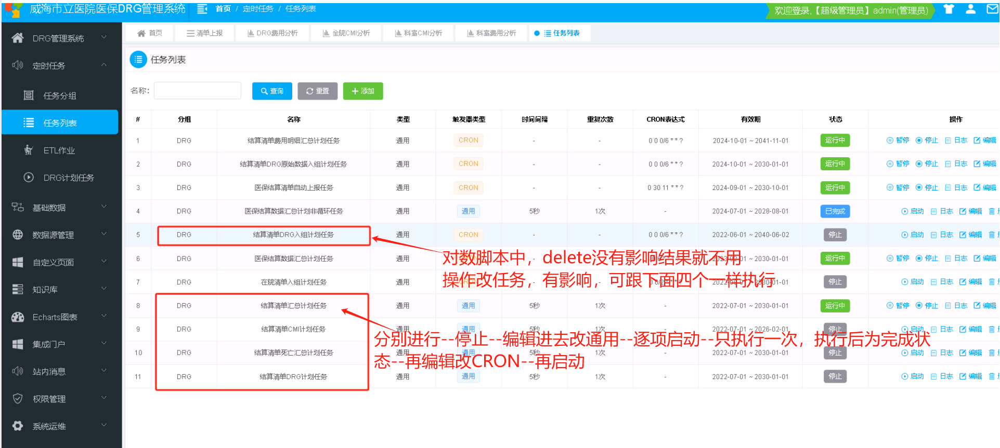 威海市立医院医保DRG管理系统 首页 / 定时任务 / 任务列表 欢迎登录,【超级管理员】admin(管理员)
首页 清单上报 DRG费用分析 全院CMI分析 科室CMI分析 科室费用分析 任务列表
DRG管理系统
定时任务
任务分组
任务列表
ETL作业
DRG计划任务
基础数据
数据源管理
自定义页面
知识库
Echarts图表
集成门户
站内消息
权限管理
系统运维
任务列表
名称: 查询 重置 添加
# 分组 名称 类型 触发器类型 时间间隔 重复次数 CRON表达式 有效期 状态 操作
1 DRG 结算清单费用明细汇总计划任务 通用 CRON - - 0 0 0/6 * * ? 2024-10-01 ~ 2041-11-01 运行中 暂停 停止 日志 编辑
2 DRG 结算清单DRG原始数据入组计划任务 通用 CRON - - 0 0 0/6 * * ? 2024-10-01 ~ 2030-01-01 运行中 暂停 停止 日志 编辑
3 DRG 医保结算清单自动上报任务 通用 CRON - - 0 30 11 * * ? 2024-09-01 ~ 2030-10-01 运行中 暂停 停止 日志 编辑
4 DRG 医保结算数据汇总计划非循环任务 通用 通用 5秒 1次 - 2024-07-01 ~ 2028-08-01 已完成 启动 日志 编辑
5 DRG 结算清单DRG入组计划任务 通用 CRON - - 0 0 0/6 * * ? 2022-06-01 ~ 2040-06-02 停止 启动 日志 编辑
6 DRG 医保结算数据汇总计划任务 通用 2023-02-01 ~ 2030-01-01 运行中 暂停 停止 日志 编辑
对数脚本中，delete没有影响结果就不用
操作改任务，有影响，可跟下面四个一样执行
7 DRG 在院清单入组计划任务 通用 停止 启动 日志 编辑
8 DRG 结算清单汇总计划任务 通用 通用 5秒 1次 - 2022-07-01 ~ 2030-01-01 运行中 暂停 停止 日志 编辑
9 DRG 结算清单CMI计划任务 通用 通用 5秒 1次 - 2022-07-01 ~ 2026-02-01 停止 启动 日志 编辑
分别进行--停止--编辑进去改通用--逐项启动--只执行一次，执行后为完成状
态--再编辑改CRON--再启动
10 DRG 结算清单死亡汇总计划任务 通用 通用 5秒 1次 - 2022-07-01 ~ 2030-01-01 停止 启动 日志 编辑
11 DRG 结算清单DRG计划任务 通用 通用 5秒 1次 - 2022-07-01 ~ 2030-01-01 停止 启动 日志 编辑